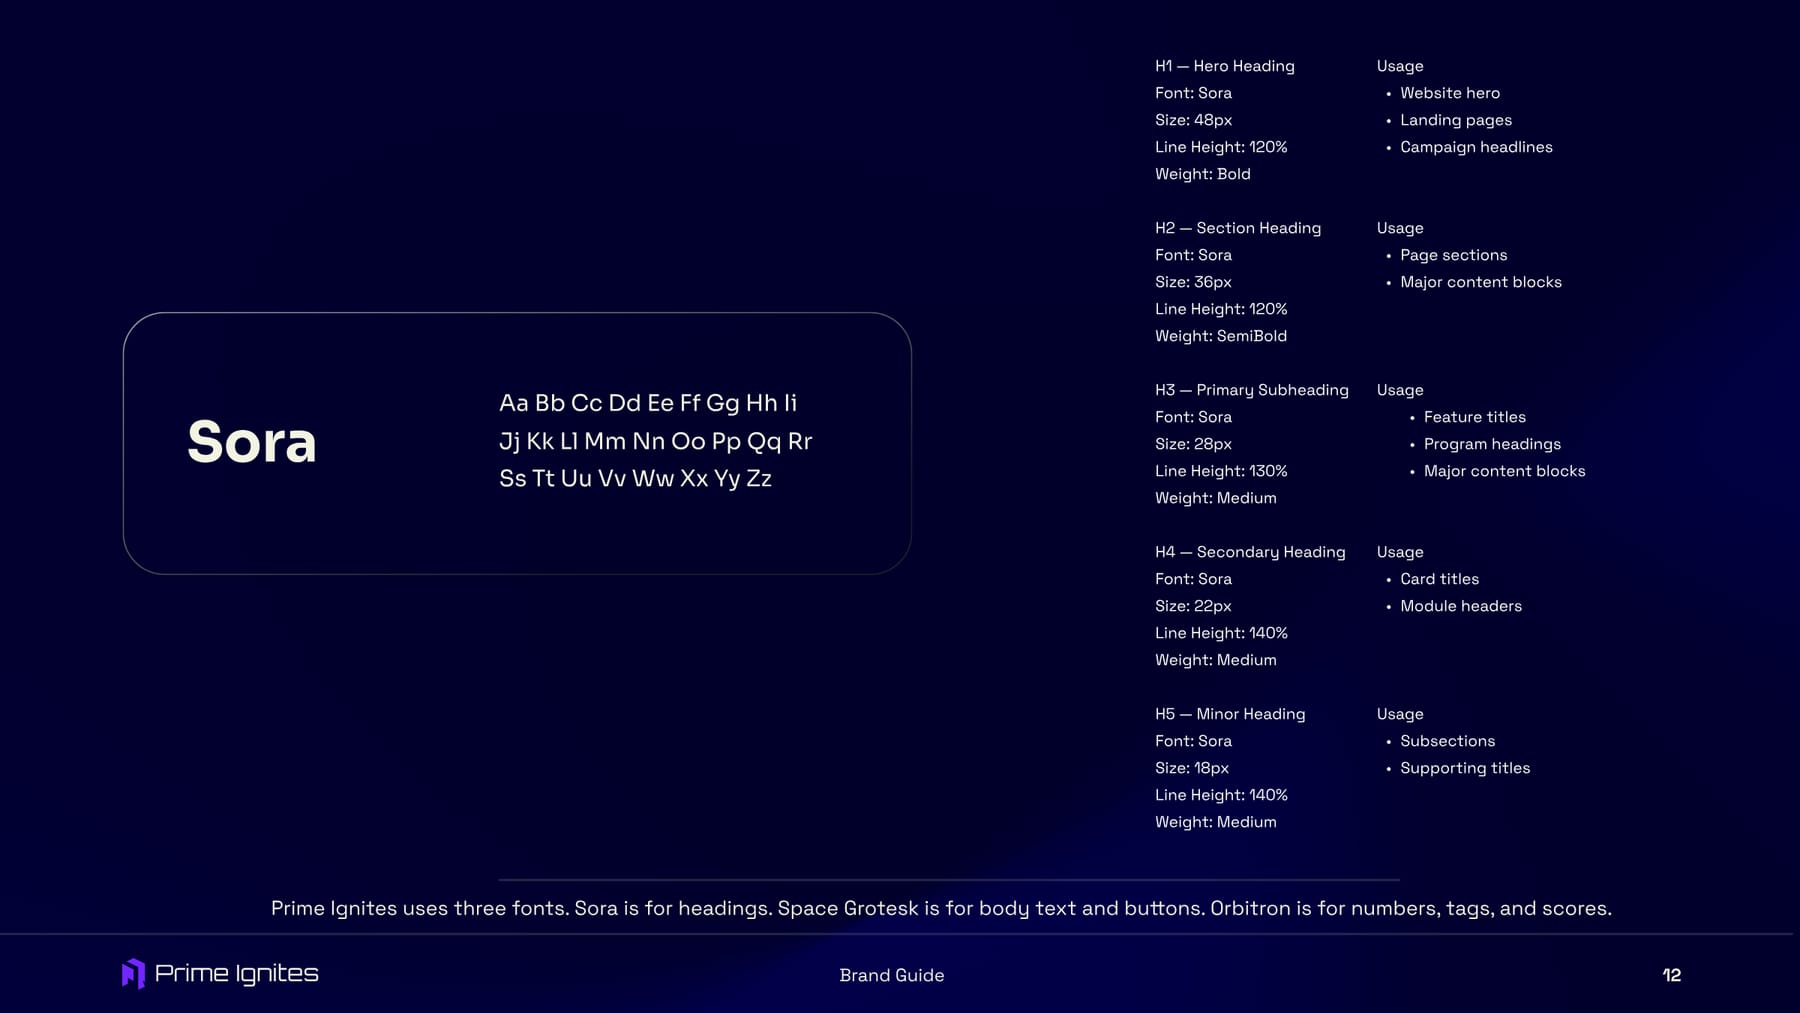 Sora
Aa Bb Cc Dd Ee Ff Gg Hh Ii
Jj Kk Ll Mm Nn Oo Pp Qq Rr
Ss Tt Uu Vv Ww Xx Yy Zz
H1 — Hero Heading
Font: Sora
Size: 48px
Line Height: 120%
Weight: Bold
Usage
• Website hero
• Landing pages
• Campaign headlines
H2 — Section Heading
Font: Sora
Size: 36px
Line Height: 120%
Weight: SemiBold
Usage
• Page sections
• Major content blocks
H3 — Primary Subheading
Font: Sora
Size: 28px
Line Height: 130%
Weight: Medium
Usage
• Feature titles
• Program headings
• Major content blocks
H4 — Secondary Heading
Font: Sora
Size: 22px
Line Height: 140%
Weight: Medium
Usage
• Card titles
• Module headers
H5 — Minor Heading
Font: Sora
Size: 18px
Line Height: 140%
Weight: Medium
Usage
• Subsections
• Supporting titles
Prime Ignites uses three fonts. Sora is for headings. Space Grotesk is for body text and buttons. Orbitron is for numbers, tags, and scores.
Prime Ignites
Brand Guide
12